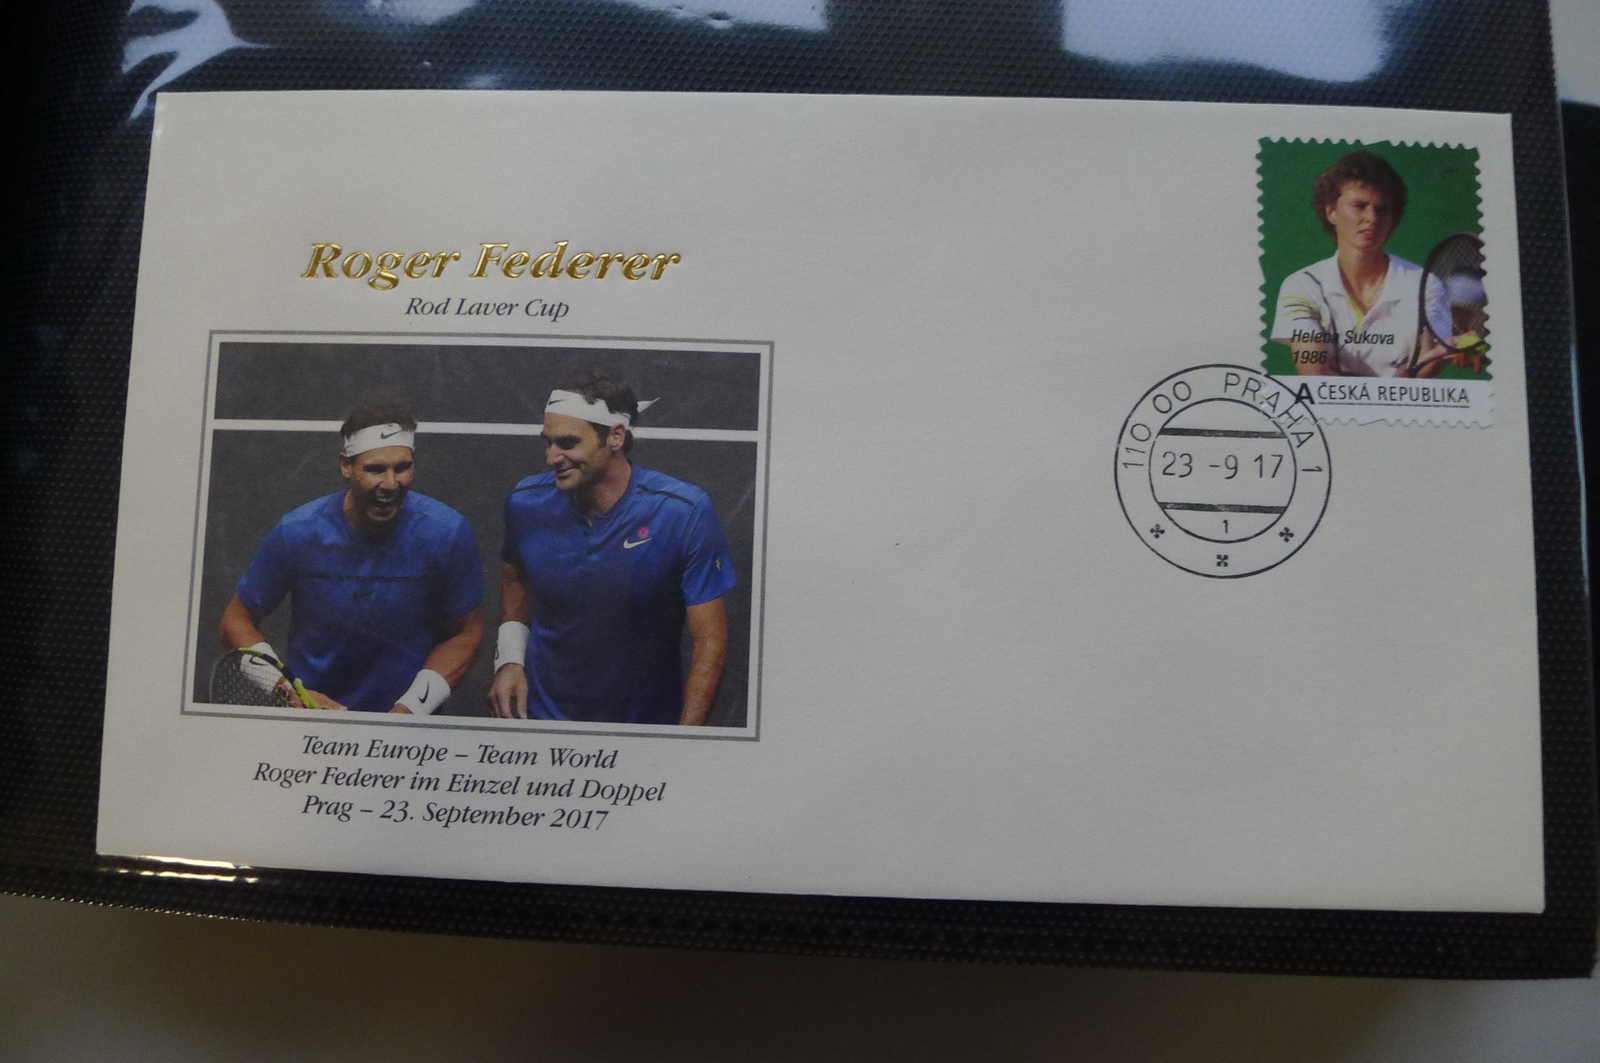 Roger Federer
Rod Laver Cup
Team Europe – Team World
Roger Federer im Einzel und Doppel
Prag – 23. September 2017
Helena Sukova
1986
A ČESKÁ REPUBLIKA
110 00 PRAHA 1
23 -9 17
1